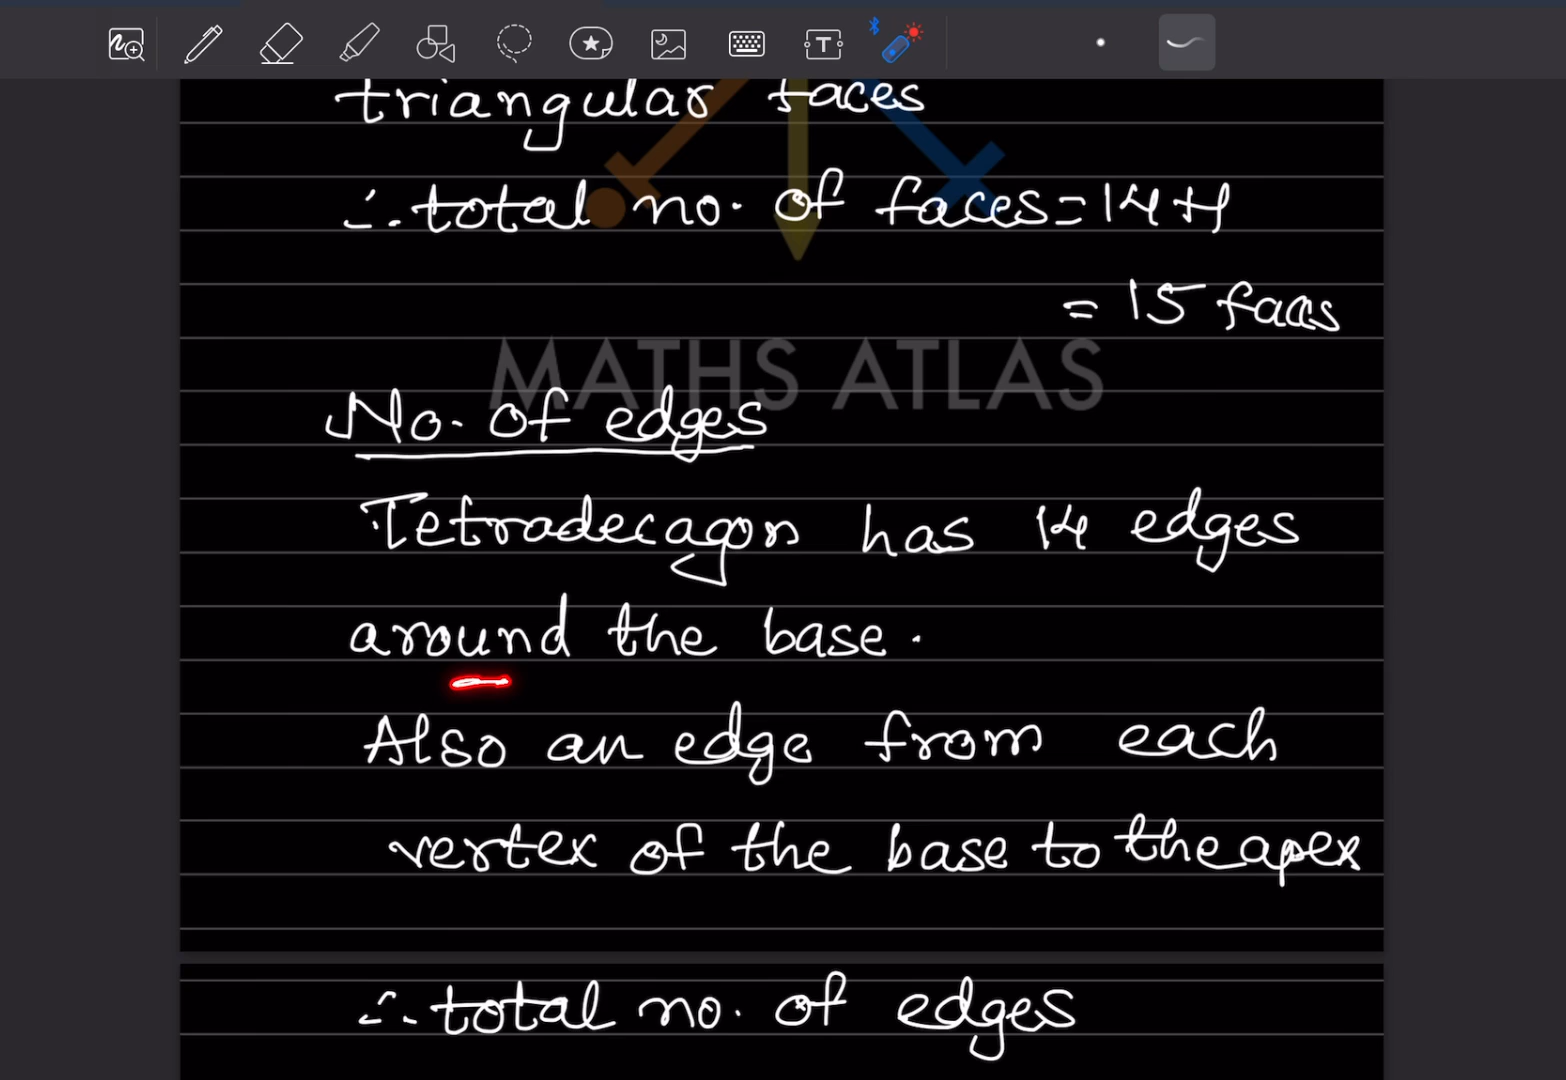 triangular faces
∴ total no. of faces = 14+1
= 15 faces
MATHS ATLAS
No. of edges
Tetradecagon has 14 edges
around the base.
Also an edge from each
vertex of the base to the apex
∴ total no. of edges